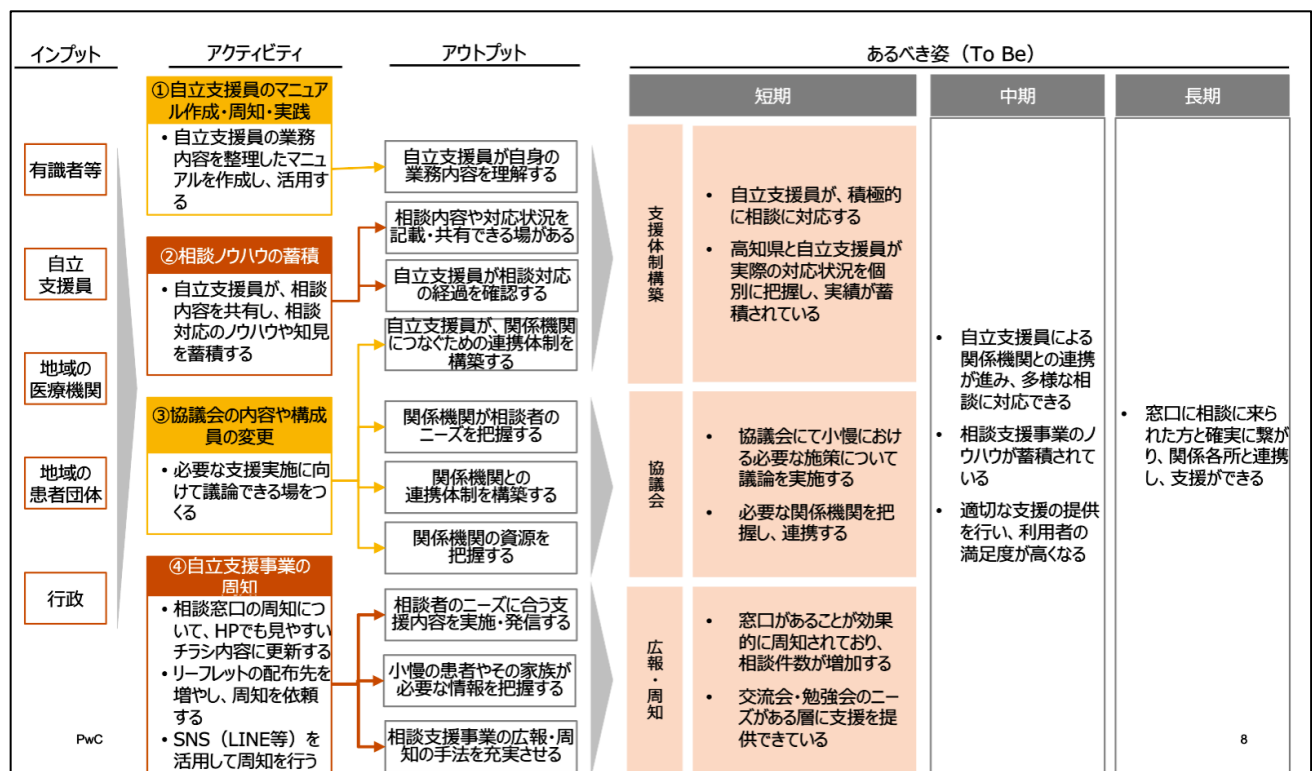 インプット
アクティビティ
アウトプット
あるべき姿（To Be）
短期
中期
長期
有識者等
自立
支援員
地域の
医療機関
地域の
患者団体
行政
①自立支援員のマニュア
ル作成・周知・実践
• 自立支援員の業務
内容を整理したマニュ
アルを作成し、活用す
る
②相談ノウハウの蓄積
• 自立支援員が、相談
内容を共有し、相談
対応のノウハウや知見
を蓄積する
③協議会の内容や構成
員の変更
• 必要な支援実施に向
けて議論できる場をつ
くる
④自立支援事業の
周知
• 相談窓口の周知につ
いて、HPでも見やすい
チラシ内容に更新する
• リーフレットの配布先を
増やし、周知を依頼
する
• SNS（LINE等）を
活用して周知を行う
自立支援員が自身の
業務内容を理解する
相談内容や対応状況を
記載・共有できる場がある
自立支援員が相談対応
の経過を確認する
自立支援員が、関係機関
につなぐための連携体制を
構築する
関係機関が相談者の
ニーズを把握する
関係機関との
連携体制を構築する
関係機関の資源を
把握する
相談者のニーズに合う支
援内容を実施・発信する
小慢の患者やその家族が
必要な情報を把握する
相談支援事業の広報・周
知の手法を充実させる
支援体制構築
• 自立支援員が、積極的
に相談に対応する
• 高知県と自立支援員が
実際の対応状況を個
別に把握し、実績が蓄
積されている
協議会
• 協議会にて小慢におけ
る必要な施策について
議論を実施する
• 必要な関係機関を把
握し、連携する
広報・周知
• 窓口があることが効果
的に周知されており、
相談件数が増加する
• 交流会・勉強会のニー
ズがある層に支援を提
供できている
• 自立支援員による
関係機関との連携
が進み、多様な相
談に対応できる
• 相談支援事業のノ
ウハウが蓄積されて
いる
• 適切な支援の提供
を行い、利用者の
満足度が高くなる
• 窓口に相談に来ら
れた方と確実に繋が
り、関係各所と連携
し、支援ができる
PwC
8